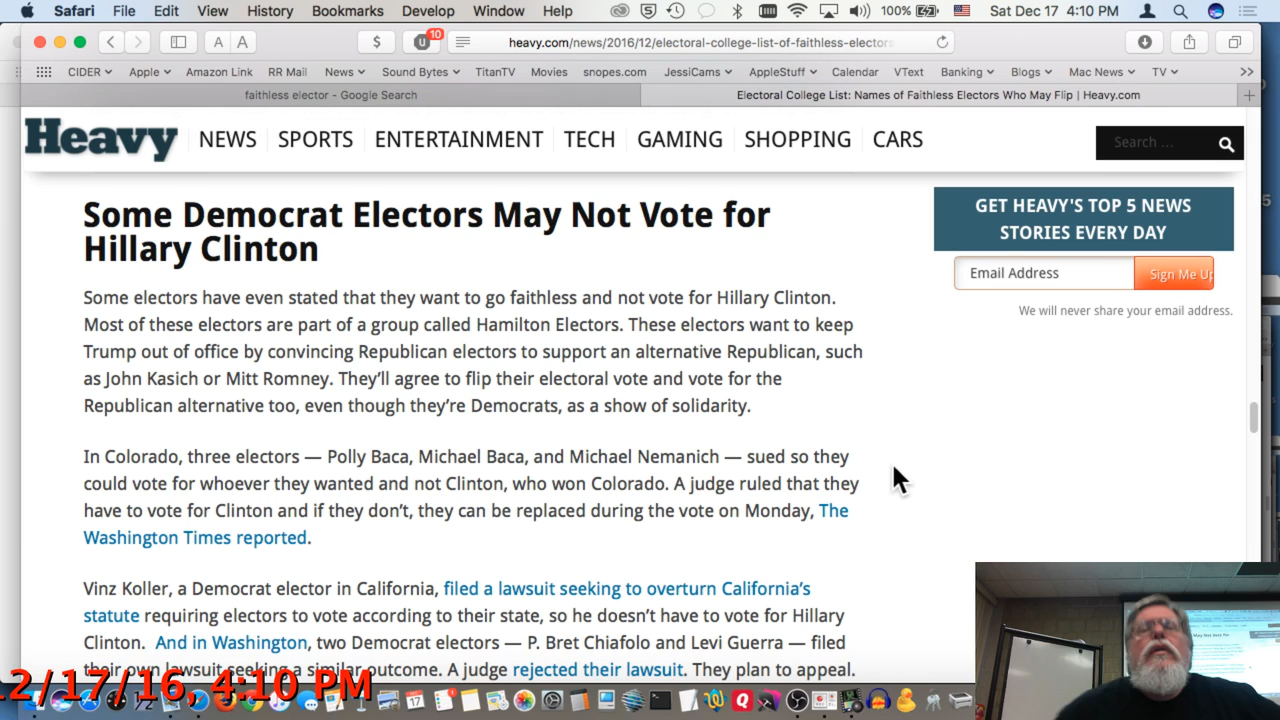 Safari File Edit View History Bookmarks Develop Window Help 100% Sat Dec 17 4:10 PM
10
heavy.com/news/2016/12/electoral-college-list-of-faithless-electors
CIDER Apple Amazon Link RR Mail News Sound Bytes TitanTV Movies snopes.com JessiCams AppleStuff Calendar VText Banking Blogs Mac News TV
faithless elector - Google Search Electoral College List: Names of Faithless Electors Who May Flip | Heavy.com
Heavy NEWS SPORTS ENTERTAINMENT TECH GAMING SHOPPING CARS Search ...
Some Democrat Electors May Not Vote for
Hillary Clinton
Some electors have even stated that they want to go faithless and not vote for Hillary Clinton.
Most of these electors are part of a group called Hamilton Electors. These electors want to keep
Trump out of office by convincing Republican electors to support an alternative Republican, such
as John Kasich or Mitt Romney. They’ll agree to flip their electoral vote and vote for the
Republican alternative too, even though they’re Democrats, as a show of solidarity.
In Colorado, three electors — Polly Baca, Michael Baca, and Michael Nemanich — sued so they
could vote for whoever they wanted and not Clinton, who won Colorado. A judge ruled that they
have to vote for Clinton and if they don’t, they can be replaced during the vote on Monday, The
Washington Times reported.
Vinz Koller, a Democrat elector in California, filed a lawsuit seeking to overturn California’s
statute requiring electors to vote according to their state, so he doesn’t have to vote for Hillary
Clinton. And in Washington, two Democrat electors — Bret Chiafolo and Levi Guerra — filed
their own lawsuit seeking a similar outcome. A judge rejected their lawsuit. They plan to appeal.
GET HEAVY'S TOP 5 NEWS
STORIES EVERY DAY
Email Address Sign Me Up
We will never share your email address.
12/17/16, 4:10 PM